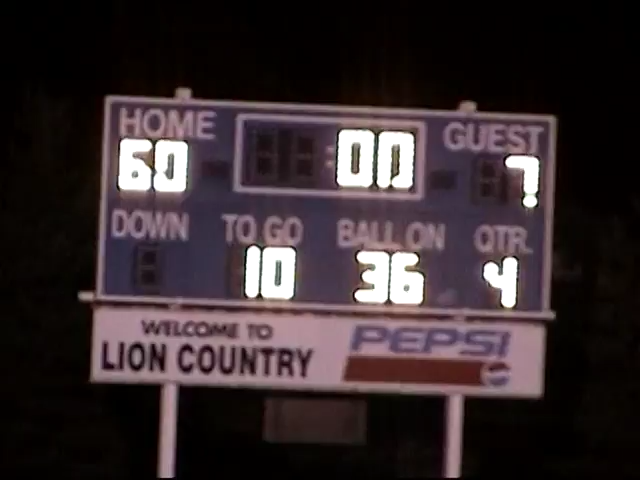 HOME GUEST
60 :00 7
DOWN TO GO BALL ON QTR.
10 36 4
WELCOME TO
LION COUNTRY
PEPSI